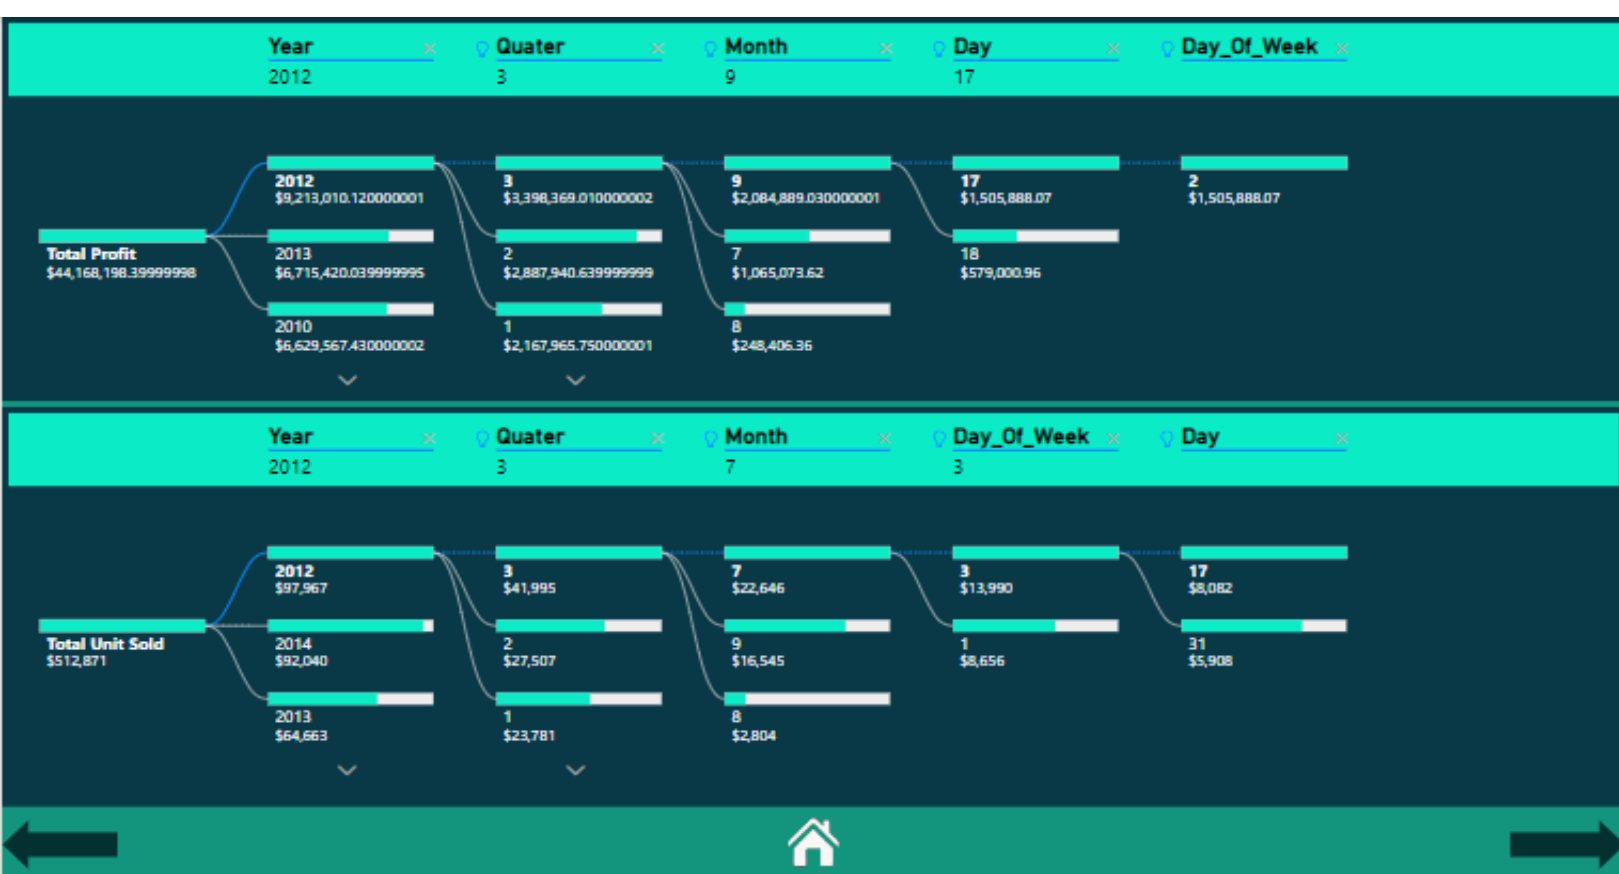 Year Quater Month Day Day_Of_Week
2012 3 9 17
2012 3 9 17 2
$9,213,010.120000001 $3,398,369.010000002 $2,084,889.030000001 $1,505,888.07 $1,505,888.07
Total Profit 2013 2 7 18
$44,168,198.39999998 $6,715,420.039999995 $2,887,940.639999999 $1,065,073.62 $579,000.96
2010 1 8
$6,629,567.430000002 $2,167,965.750000001 $248,406.36
Year Quater Month Day_Of_Week Day
2012 3 7 3
2012 3 7 3 17
$97,967 $41,995 $22,646 $13,990 $8,082
Total Unit Sold 2014 2 9 1 31
$512,871 $92,040 $27,507 $16,545 $8,656 $5,908
2013 1 8
$64,663 $23,781 $2,804